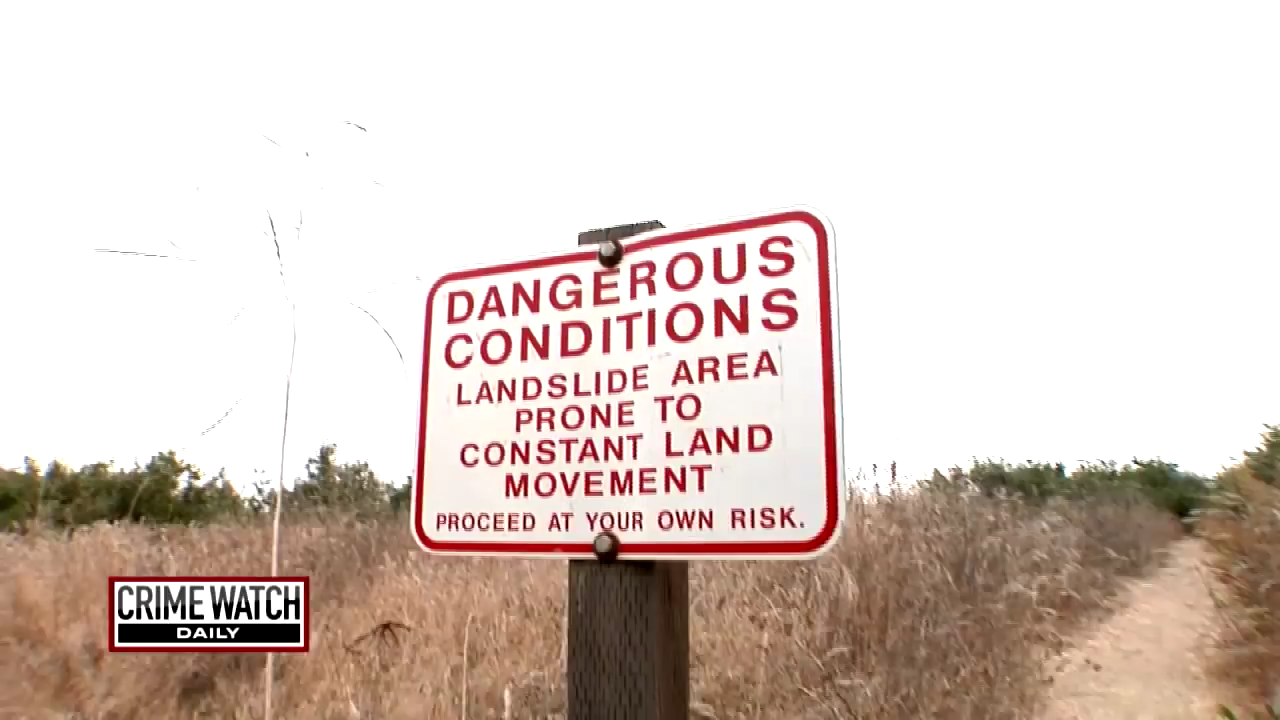 DANGEROUS
CONDITIONS
LANDSLIDE AREA
PRONE TO
CONSTANT LAND
MOVEMENT
PROCEED AT YOUR OWN RISK.
CRIME WATCH
DAILY